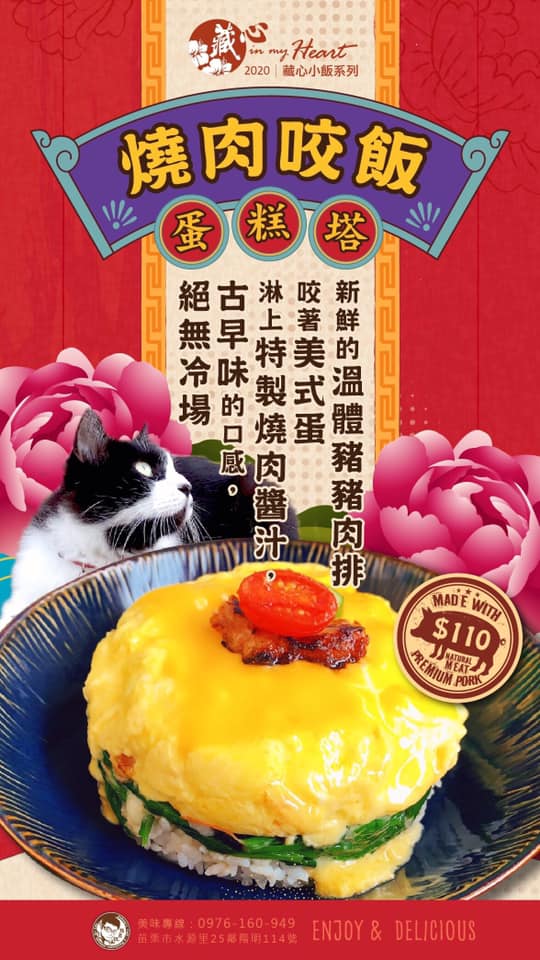 藏心
in my Heart
2020｜藏心小飯系列
燒肉咬飯
蛋糕塔
新鮮的溫體豬豬肉排
咬著美式蛋
淋上特製燒肉醬汁
古早味的口感，
絕無冷場
MADE WITH
$110
NATURAL
MEAT
PREMIUM PORK
美味專線：0976-160-949
苗栗市水源里25鄰陽明114號
ENJOY & DELICIOUS